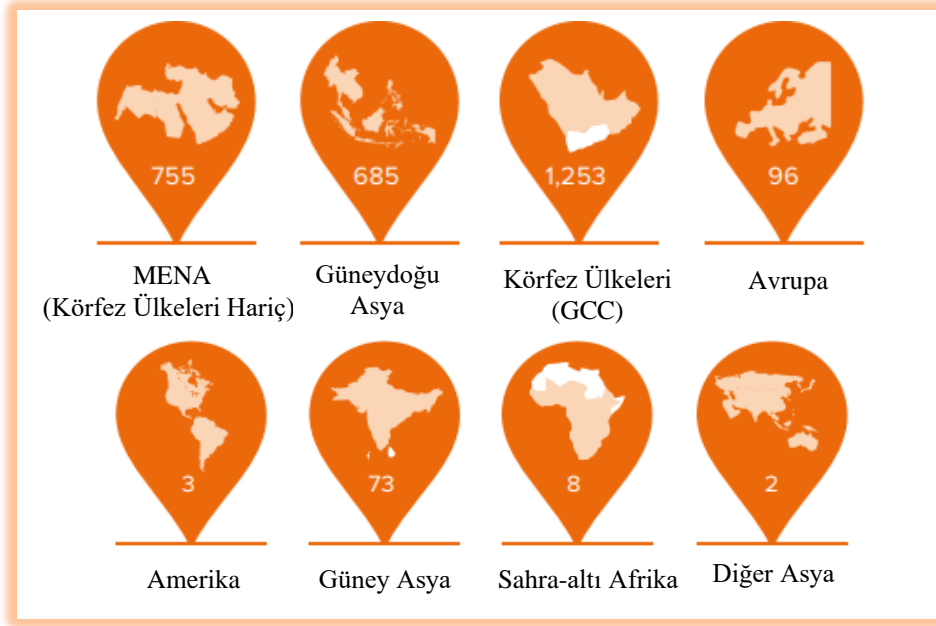 755
685
1,253
96
MENA
(Körfez Ülkeleri Hariç)
Güneydoğu
Asya
Körfez Ülkeleri
(GCC)
Avrupa
3
73
8
2
Amerika
Güney Asya
Sahra-altı Afrika
Diğer Asya